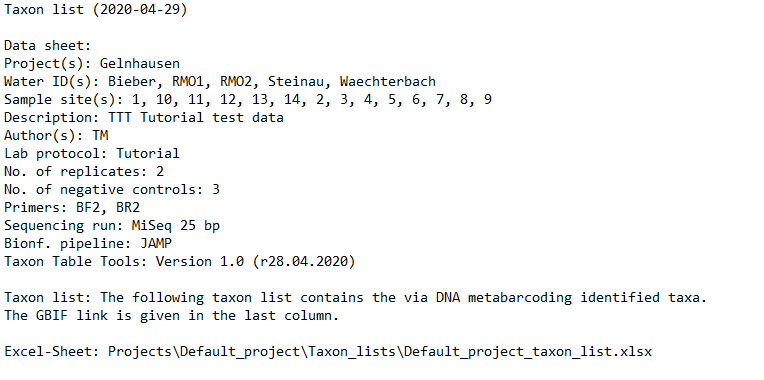 Taxon list (2020-04-29)
Data sheet:
Project(s): Gelnhausen
Water ID(s): Bieber, RMO1, RMO2, Steinau, Waechterbach
Sample site(s): 1, 10, 11, 12, 13, 14, 2, 3, 4, 5, 6, 7, 8, 9
Description: TTT Tutorial test data
Author(s): TM
Lab protocol: Tutorial
No. of replicates: 2
No. of negative controls: 3
Primers: BF2, BR2
Sequencing run: MiSeq 25 bp
Bionf. pipeline: JAMP
Taxon Table Tools: Version 1.0 (r28.04.2020)
Taxon list: The following taxon list contains the via DNA metabarcoding identified taxa.
The GBIF link is given in the last column.
Excel-Sheet: Projects\Default_project\Taxon_lists\Default_project_taxon_list.xlsx